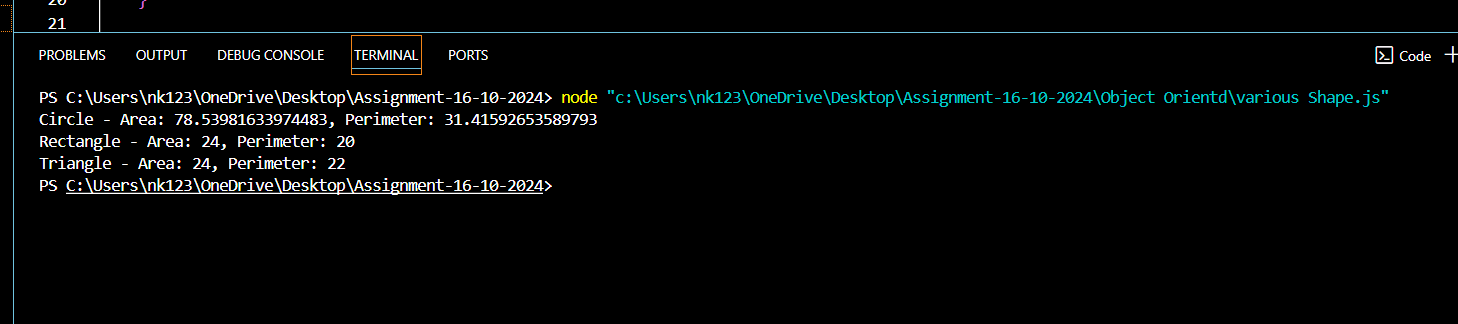 20 }
21
PROBLEMS OUTPUT DEBUG CONSOLE TERMINAL PORTS Code +
PS C:\Users\nk123\OneDrive\Desktop\Assignment-16-10-2024> node "c:\Users\nk123\OneDrive\Desktop\Assignment-16-10-2024\Object Orientd\various Shape.js"
Circle - Area: 78.53981633974483, Perimeter: 31.41592653589793
Rectangle - Area: 24, Perimeter: 20
Triangle - Area: 24, Perimeter: 22
PS C:\Users\nk123\OneDrive\Desktop\Assignment-16-10-2024>